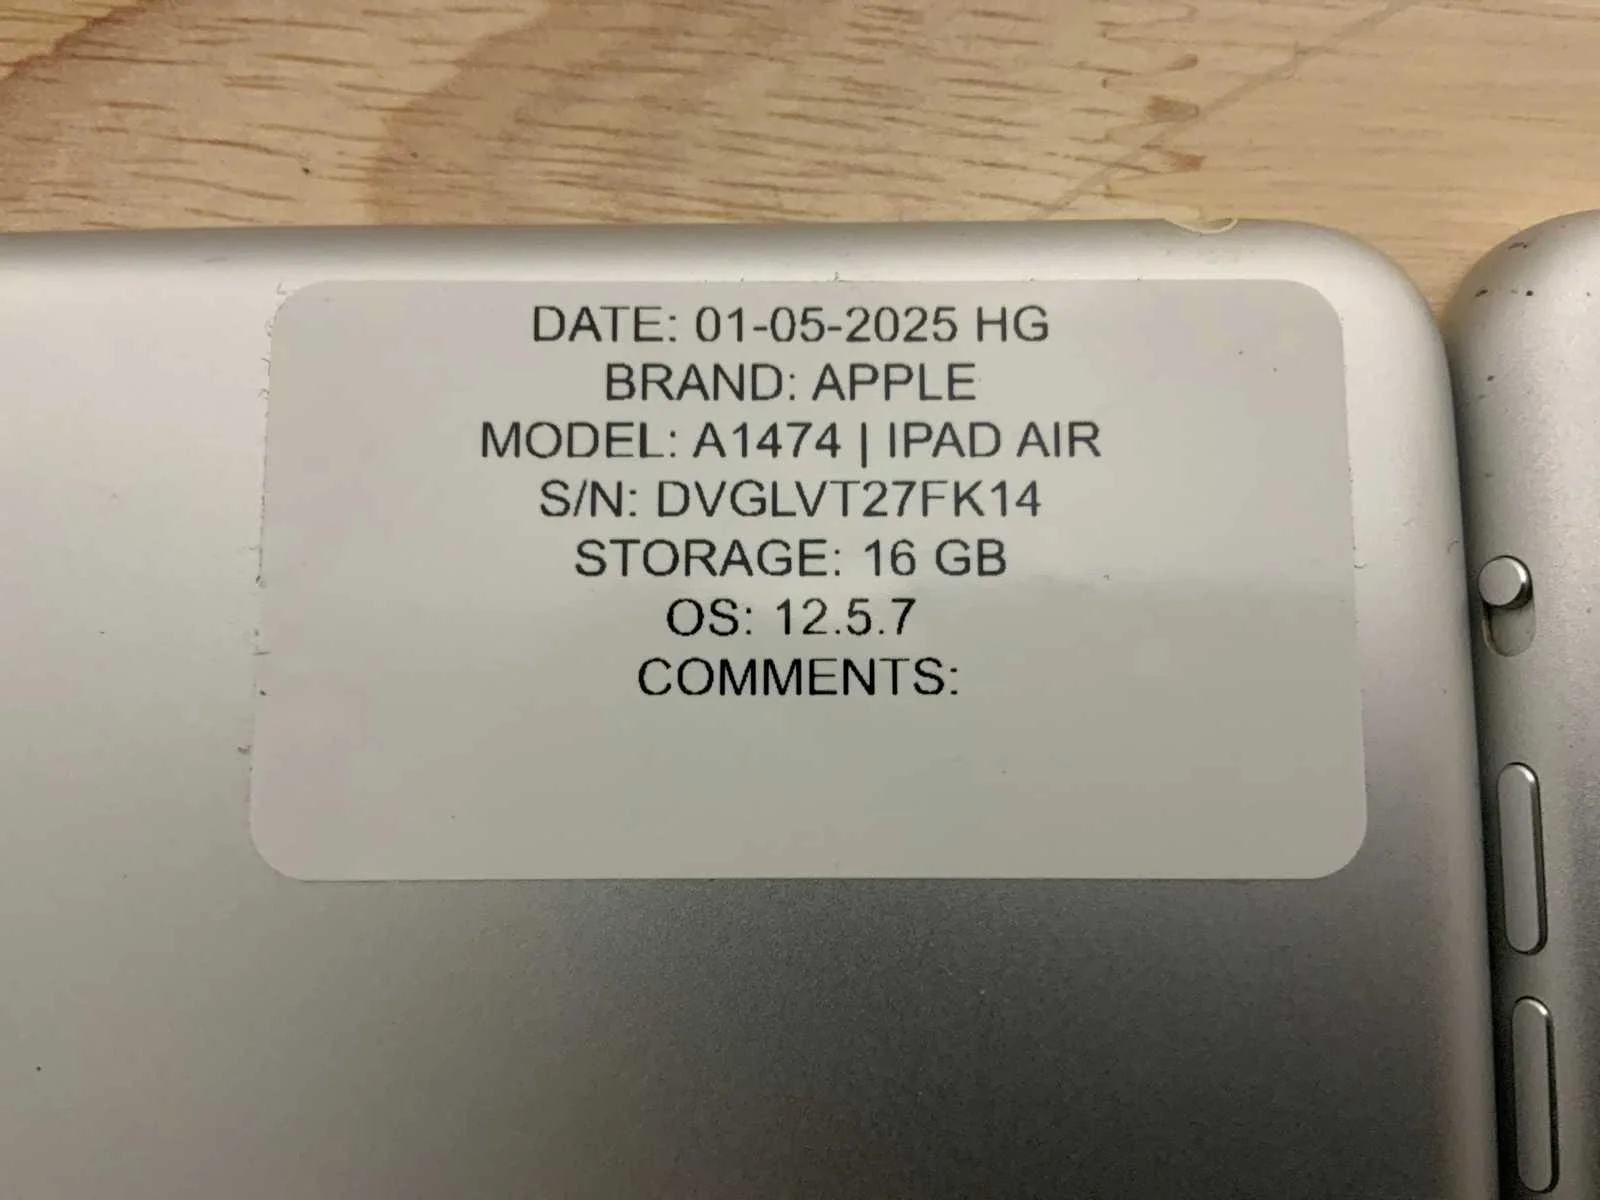 DATE: 01-05-2025 HG
BRAND: APPLE
MODEL: A1474 | IPAD AIR
S/N: DVGLVT27FK14
STORAGE: 16 GB
OS: 12.5.7
COMMENTS: